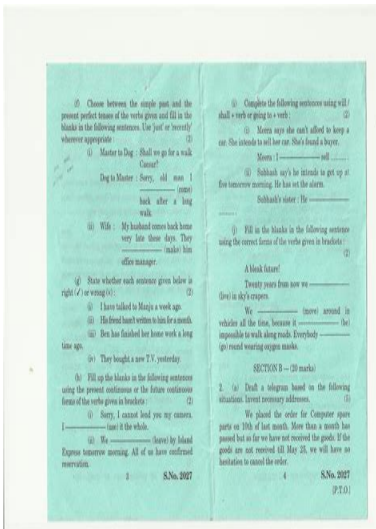 (f) Choose between the simple past and the
present perfect tenses of the verbs given and fill in the
blanks in the following sentences. Use 'just' or 'recently'
wherever appropriate : (2)
(i) Master to Dog : Shall we go for a walk
Caesar?
Dog to Master : Sorry, old man I
(come)
back after a long
walk.
(ii) Wife : My husband comes back home
very late these days. They
(make) him
office manager.
(g) State whether each sentence given below is
right (✓) or wrong (x) : (2)
(i) I have talked to Manju a week ago.
(ii) His friend hasn't written to him for a month.
(iii) Ben has finished her home work a long
time ago.
(iv) They bought a new T.V. yesterday.
(h) Fill up the blanks in the following sentences
using the present continuous or the future continuous
forms of the verbs given in brackets : (2)
(i) Sorry, I cannot lend you my camera.
I (use) it the whole.
(ii) We (leave) by Island
Express tomorrow morning. All of us have confirmed
reservation.
3 S.No. 2027
(i) Complete the following sentences using will /
shall + verb or going to + verb : (2)
(i) Meera says she can't afford to keep a
car. She intends to sell her car. She's found a buyer.
Meera : I sell
(ii) Subhash say's he intends to get up at
five tomorrow morning. He has set the alarm.
Subhash's sister : He
(j) Fill in the blanks in the following sentence
using the correct forms of the verbs given in brackets :
(2)
A bleak future!
Twenty years from now we
(live) in sky's crapers.
We (move) around in
vehicles all the time, because it (be)
impossible to walk along roads. Everybody
(go) round wearing oxygen masks.
SECTION B — (20 marks)
2. (a) Draft a telegram based on the following
situations. Invent necessary addresses. (5)
We placed the order for Computer spare
parts on 10th of last month. More than a month has
passed but so far we have not received the goods. If the
goods are not received till May 25, we will have no
hesitation to cancel the order.
4 S.No. 2027
[P.T.O.]